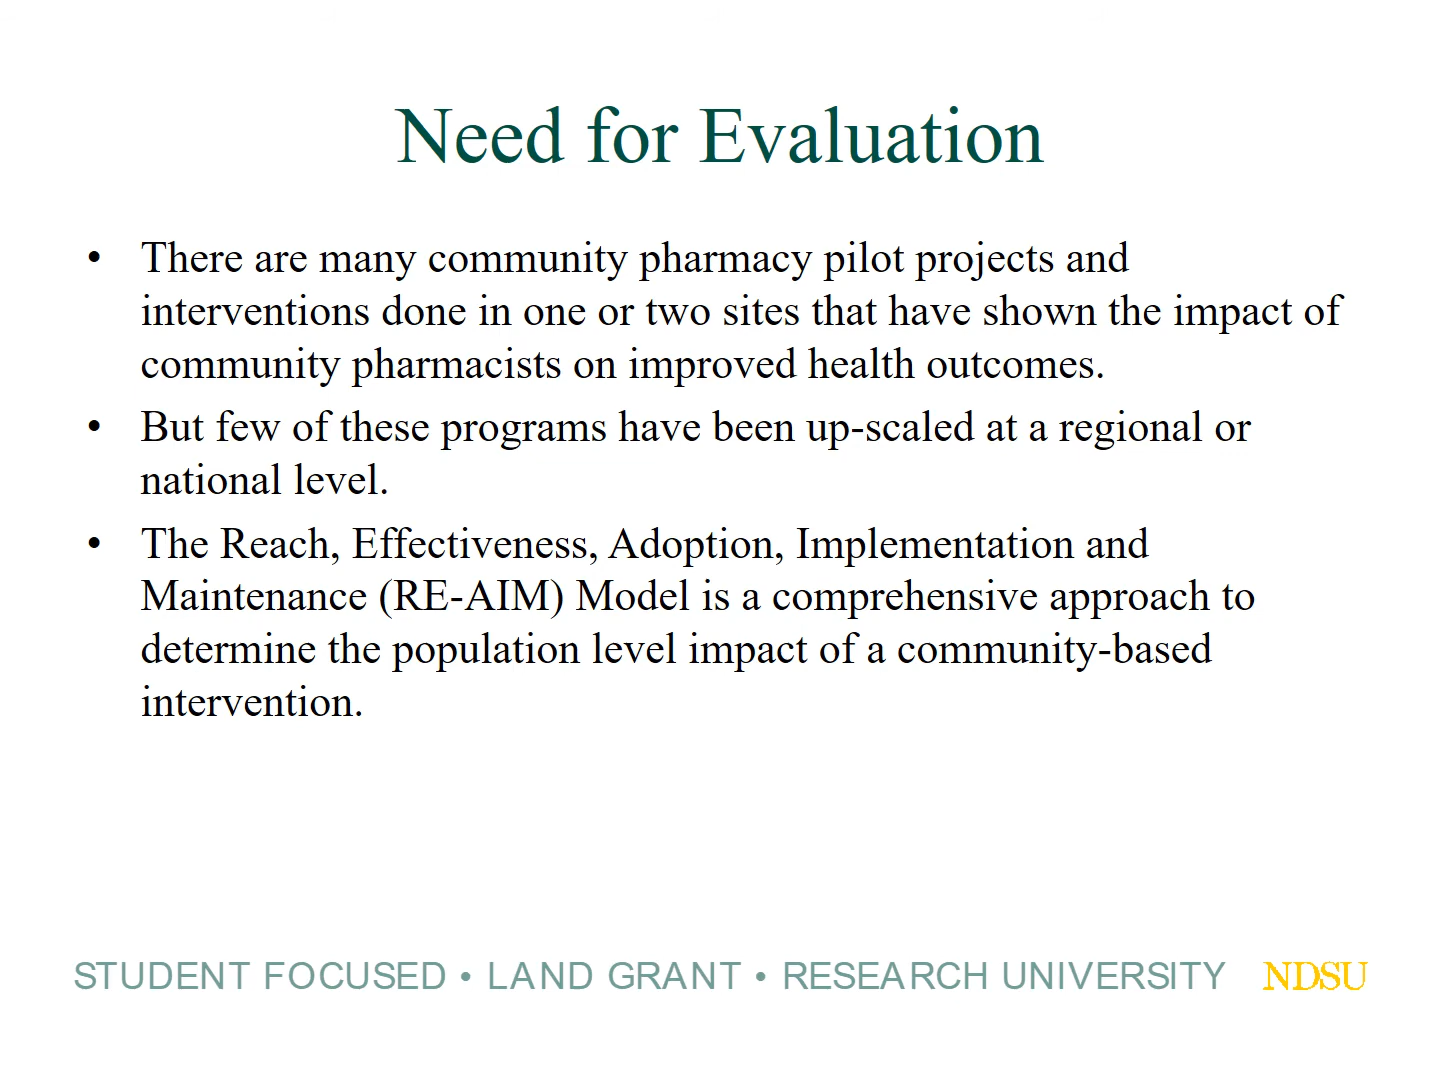 Need for Evaluation
• There are many community pharmacy pilot projects and
interventions done in one or two sites that have shown the impact of
community pharmacists on improved health outcomes.
• But few of these programs have been up-scaled at a regional or
national level.
• The Reach, Effectiveness, Adoption, Implementation and
Maintenance (RE-AIM) Model is a comprehensive approach to
determine the population level impact of a community-based
intervention.
STUDENT FOCUSED • LAND GRANT • RESEARCH UNIVERSITY NDSU